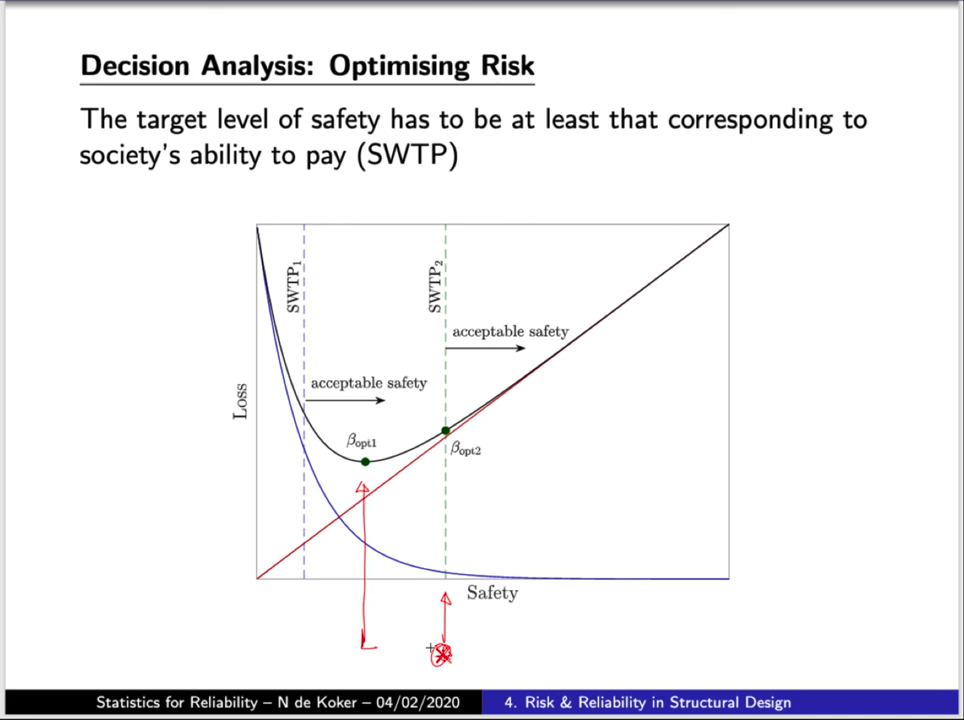 Decision Analysis: Optimising Risk
The target level of safety has to be at least that corresponding to
society's ability to pay (SWTP)
SWTP₁
SWTP₂
acceptable safety
acceptable safety
Loss
βopt1
βopt2
Safety
Statistics for Reliability – N de Koker – 04/02/2020
4. Risk & Reliability in Structural Design